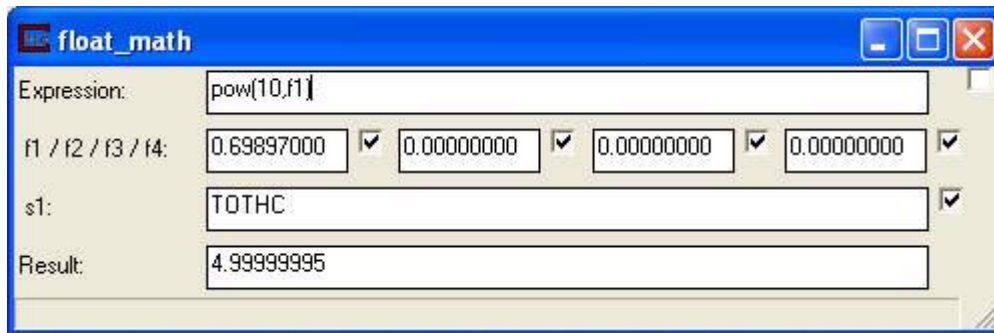 float_math
Expression: pow(10,f1)
f1 / f2 / f3 / f4: 0.69897000 0.00000000 0.00000000 0.00000000
s1: TOTHC
Result: 4.99999995